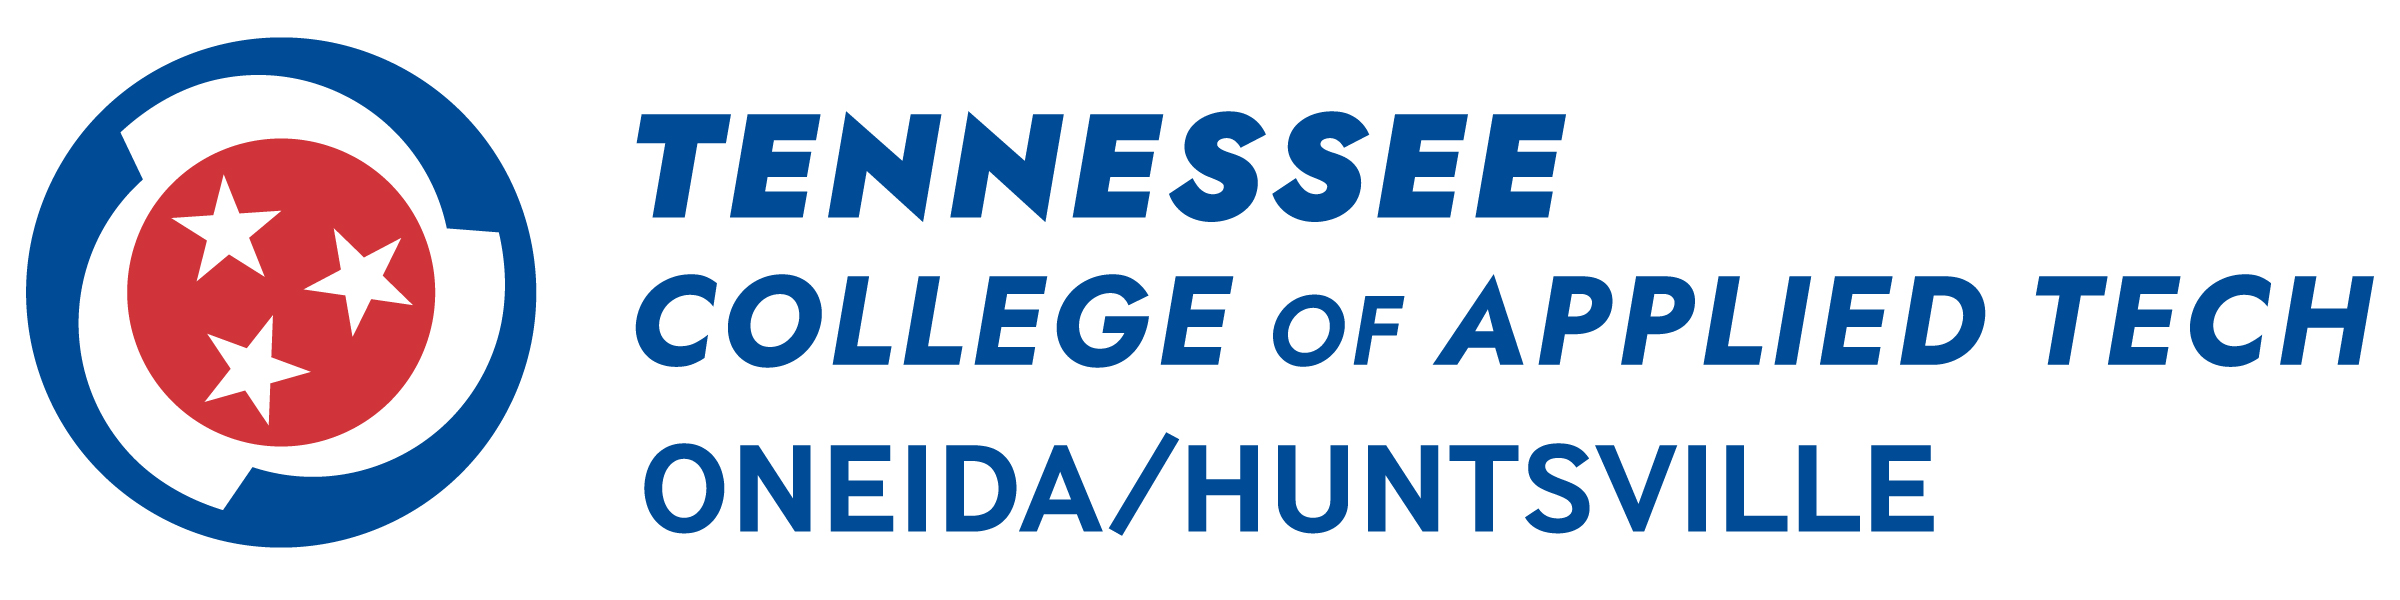 TENNESSEE
COLLEGE OF APPLIED TECH
ONEIDA/HUNTSVILLE